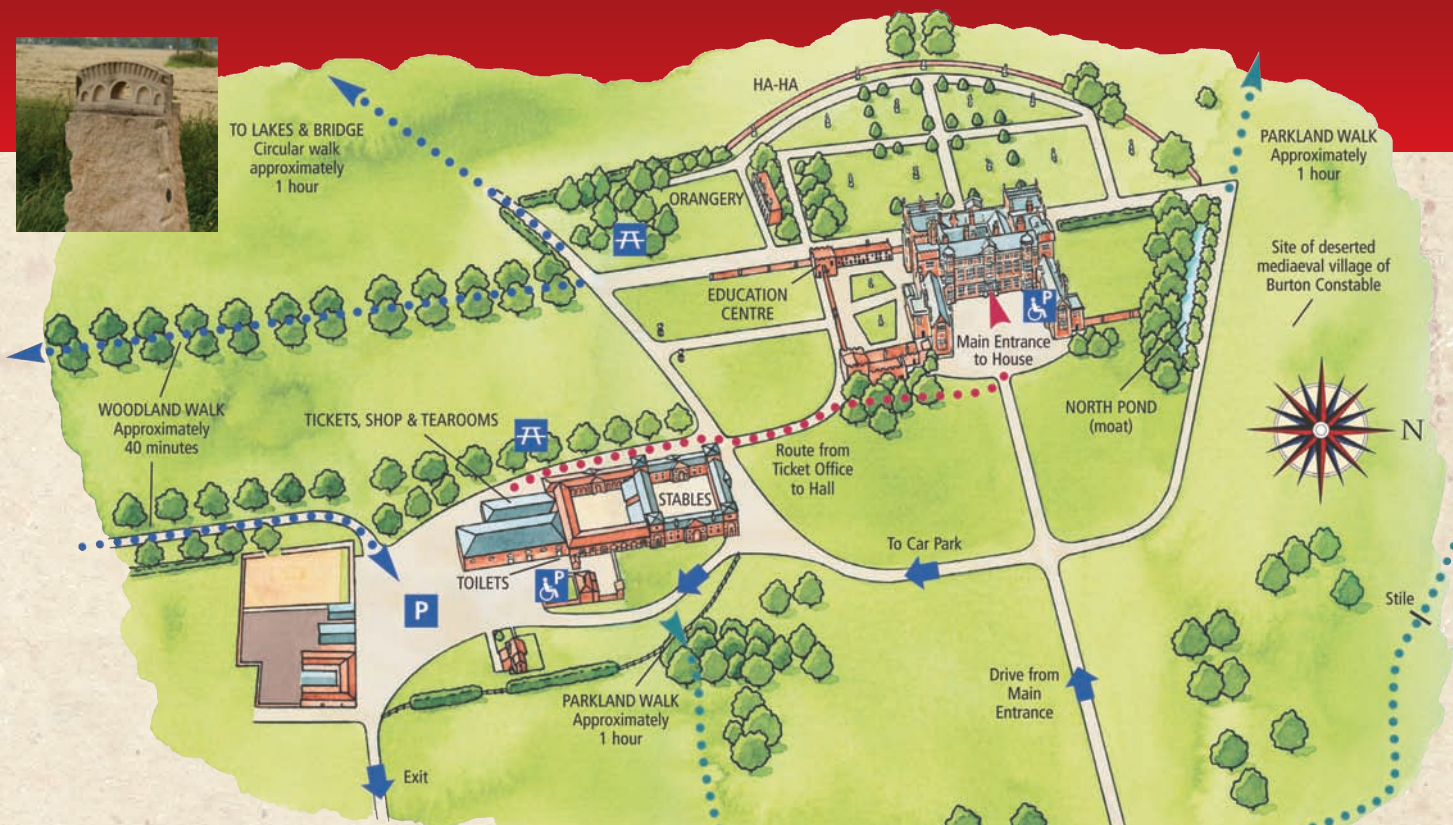 HA-HA
TO LAKES & BRIDGE
Circular walk
approximately
1 hour
PARKLAND WALK
Approximately
1 hour
ORANGERY
Site of deserted
mediaeval village of
Burton Constable
EDUCATION
CENTRE
P
Main Entrance
to House
N
NORTH POND
(moat)
WOODLAND WALK
Approximately
40 minutes
TICKETS, SHOP & TEAROOMS
Route from
Ticket Office
to Hall
STABLES
To Car Park
TOILETS
P
P
Stile
Drive from
Main
Entrance
PARKLAND WALK
Approximately
1 hour
Exit